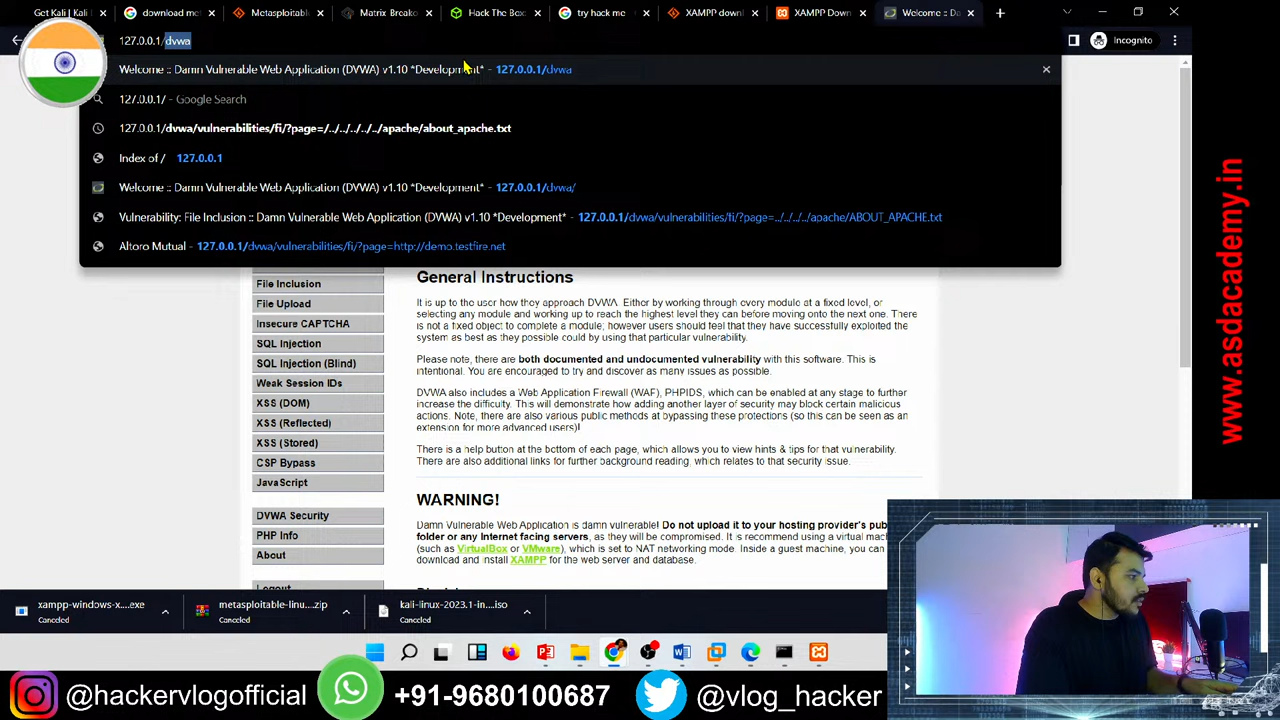 Get Kali | Kali L
download met
Metasploitable
Matrix Breako
Hack The Box
try hack me
XAMPP downl
XAMPP Down
Welcome :: Da
127.0.0.1/dvwa
Incognito
Welcome :: Damn Vulnerable Web Application (DVWA) v1.10 *Development* - 127.0.0.1/dvwa
127.0.0.1/ - Google Search
127.0.0.1/dvwa/vulnerabilities/fi/?page=/../../../../../apache/about_apache.txt
Index of / 127.0.0.1
Welcome :: Damn Vulnerable Web Application (DVWA) v1.10 *Development* - 127.0.0.1/dvwa/
Vulnerability: File Inclusion :: Damn Vulnerable Web Application (DVWA) v1.10 *Development* - 127.0.0.1/dvwa/vulnerabilities/fi/?page=../../../../apache/ABOUT_APACHE.txt
Altoro Mutual - 127.0.0.1/dvwa/vulnerabilities/fi/?page=http://demo.testfire.net
File Inclusion
File Upload
Insecure CAPTCHA
SQL Injection
SQL Injection (Blind)
Weak Session IDs
XSS (DOM)
XSS (Reflected)
XSS (Stored)
CSP Bypass
JavaScript
DVWA Security
PHP Info
About
Logout
General Instructions
It is up to the user how they approach DVWA. Either by working through every module at a fixed level, or
selecting any module and working up to reach the highest level they can before moving onto the next one. There
is not a fixed object to complete a module; however users should feel that they have successfully exploited the
system as best as they possible could by using that particular vulnerability.
Please note, there are both documented and undocumented vulnerability with this software. This is
intentional. You are encouraged to try and discover as many issues as possible.
DVWA also includes a Web Application Firewall (WAF), PHPIDS, which can be enabled at any stage to further
increase the difficulty. This will demonstrate how adding another layer of security may block certain malicious
actions. Note, there are also various public methods at bypassing these protections (so this can be seen as an
extension for more advanced users)!
There is a help button at the bottom of each page, which allows you to view hints & tips for that vulnerability.
There are also additional links for further background reading, which relates to that security issue.
WARNING!
Damn Vulnerable Web Application is damn vulnerable! Do not upload it to your hosting provider's pub
folder or any Internet facing servers, as they will be compromised. It is recommend using a virtual mach
(such as VirtualBox or VMware), which is set to NAT networking mode. Inside a guest machine, you can
download and install XAMPP for the web server and database.
xampp-windows-x....exe
Canceled
metasploitable-linu....zip
Canceled
kali-linux-2023.1-in....iso
Canceled
www.asdacademy.in
@hackervlogofficial
+91-9680100687
@vlog_hacker